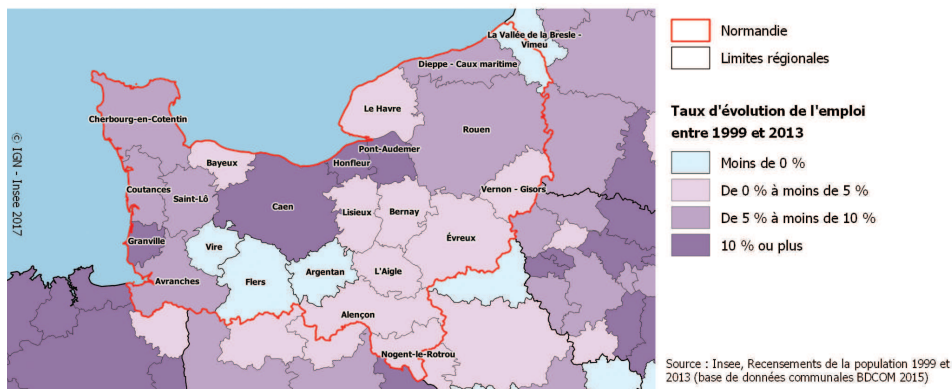 La Vallée de la Bresle -
Vimeu
Dieppe - Caux maritime
Le Havre
Cherbourg-en-Cotentin
Rouen
Pont-Audemer
Honfleur
Bayeux
Vernon - Gisors
Coutances
Saint-Lô
Caen
Lisieux
Bernay
Évreux
Granville
Vire
Argentan
L'Aigle
Avranches
Flers
Alençon
Nogent-le-Rotrou
© IGN - Insee 2017
Normandie
Limites régionales
Taux d'évolution de l'emploi
entre 1999 et 2013
Moins de 0 %
De 0 % à moins de 5 %
De 5 % à moins de 10 %
10 % ou plus
Source : Insee, Recensements de la population 1999 et
2013 (base de données communales BDCOM 2015)